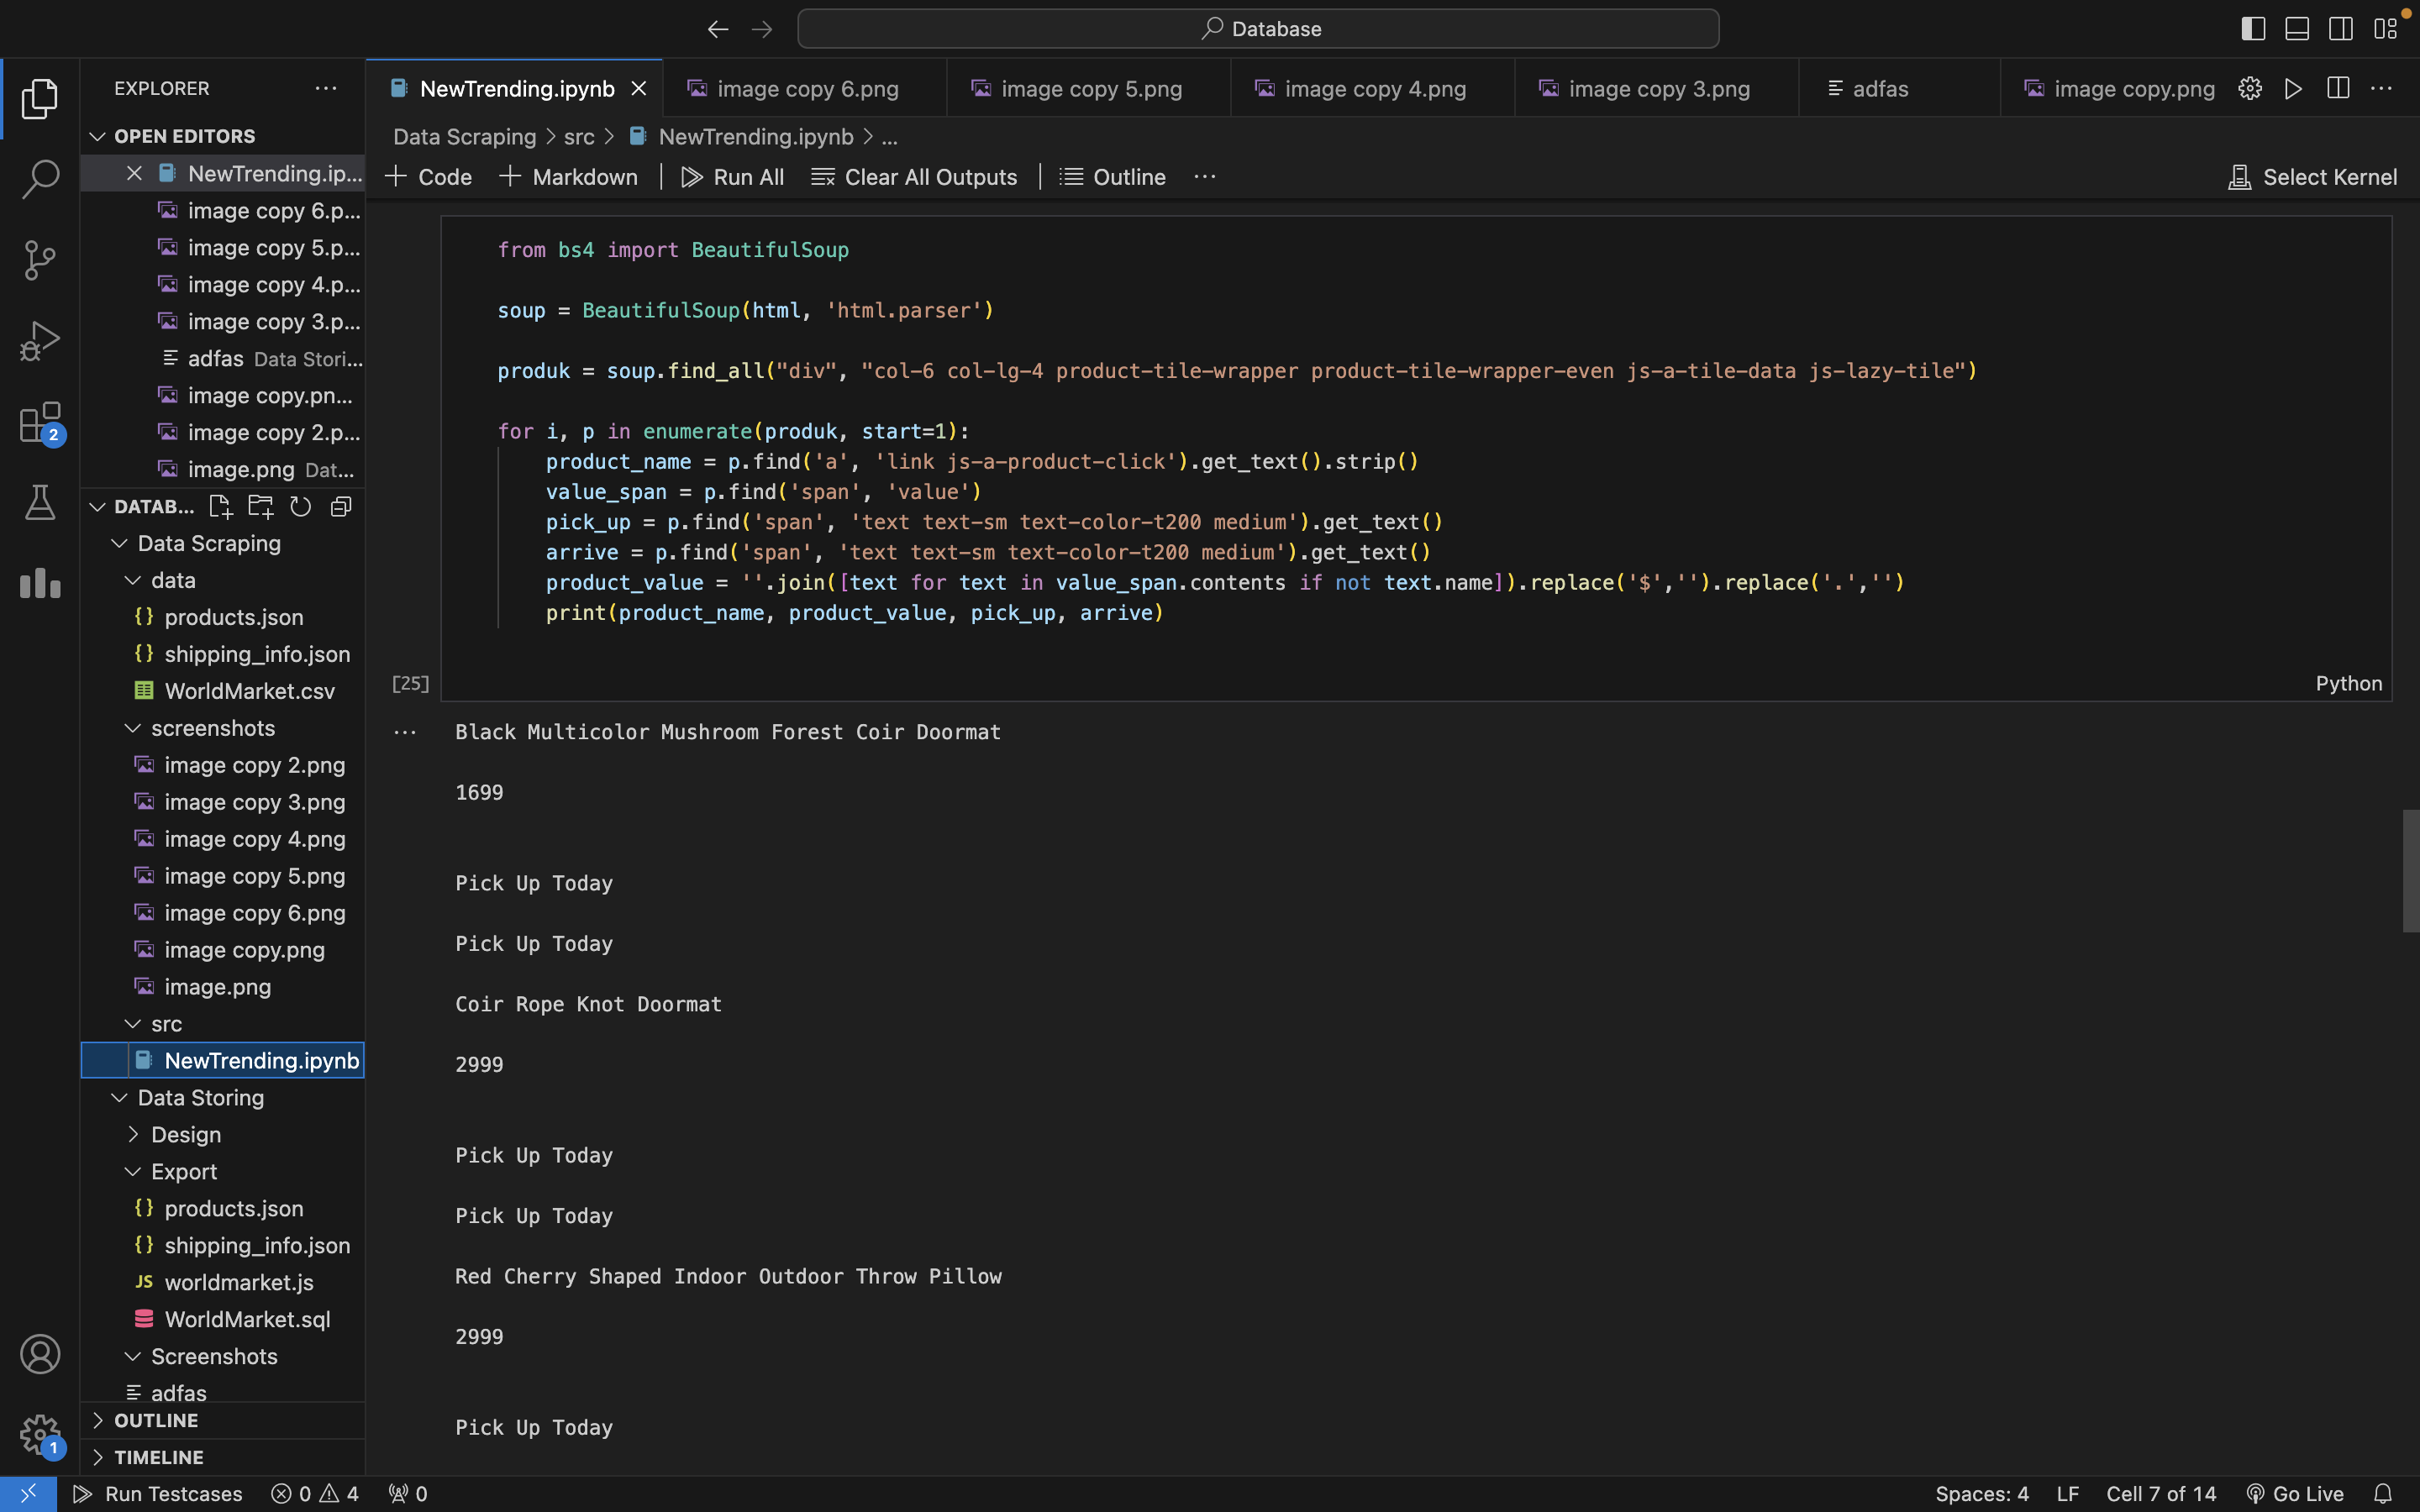 Database
EXPLORER
OPEN EDITORS
NewTrending.ip...
image copy 6.p...
image copy 5.p...
image copy 4.p...
image copy 3.p...
adfas Data Stori...
image copy.pn...
image copy 2.p...
image.png Dat...
DATAB...
Data Scraping
data
products.json
shipping_info.json
WorldMarket.csv
screenshots
image copy 2.png
image copy 3.png
image copy 4.png
image copy 5.png
image copy 6.png
image copy.png
image.png
src
NewTrending.ipynb
Data Storing
Design
Export
products.json
shipping_info.json
JS worldmarket.js
WorldMarket.sql
Screenshots
adfas
OUTLINE
TIMELINE
2
1
NewTrending.ipynb image copy 6.png image copy 5.png image copy 4.png image copy 3.png adfas image copy.png
Data Scraping > src > NewTrending.ipynb > ...
+ Code + Markdown | Run All Clear All Outputs | Outline ... Select Kernel
from bs4 import BeautifulSoup
soup = BeautifulSoup(html, 'html.parser')
produk = soup.find_all("div", "col-6 col-lg-4 product-tile-wrapper product-tile-wrapper-even js-a-tile-data js-lazy-tile")
for i, p in enumerate(produk, start=1):
    product_name = p.find('a', 'link js-a-product-click').get_text().strip()
    value_span = p.find('span', 'value')
    pick_up = p.find('span', 'text text-sm text-color-t200 medium').get_text()
    arrive = p.find('span', 'text text-sm text-color-t200 medium').get_text()
    product_value = ''.join([text for text in value_span.contents if not text.name]).replace('$','').replace('.','')
    print(product_name, product_value, pick_up, arrive)
[25]
Python
Black Multicolor Mushroom Forest Coir Doormat
1699
Pick Up Today
Pick Up Today
Coir Rope Knot Doormat
2999
Pick Up Today
Pick Up Today
Red Cherry Shaped Indoor Outdoor Throw Pillow
2999
Pick Up Today
Run Testcases 0 4 0 Spaces: 4 LF Cell 7 of 14 Go Live